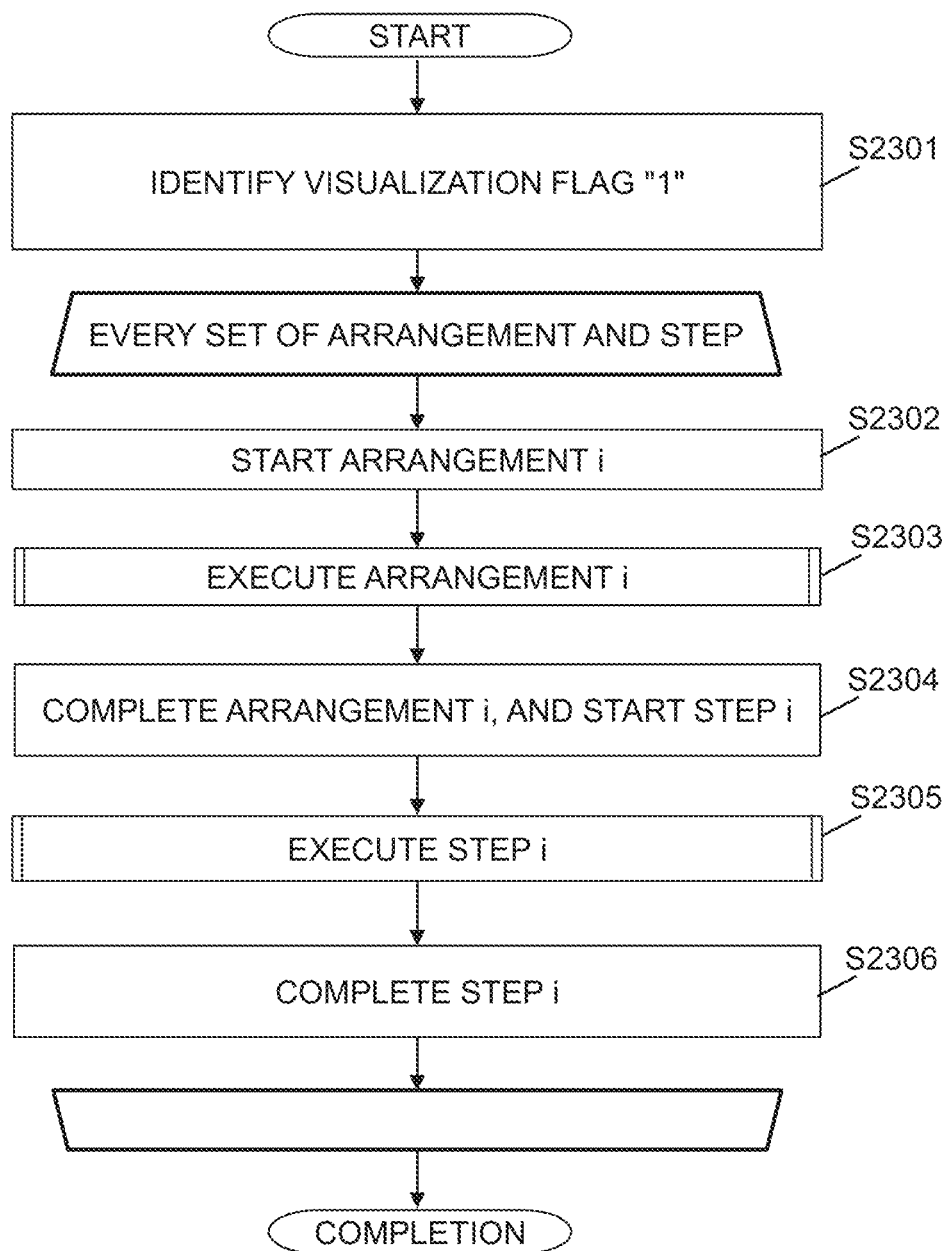 START
IDENTIFY VISUALIZATION FLAG "1"
S2301
EVERY SET OF ARRANGEMENT AND STEP
START ARRANGEMENT i
S2302
EXECUTE ARRANGEMENT i
S2303
COMPLETE ARRANGEMENT i, AND START STEP i
S2304
EXECUTE STEP i
S2305
COMPLETE STEP i
S2306
COMPLETION